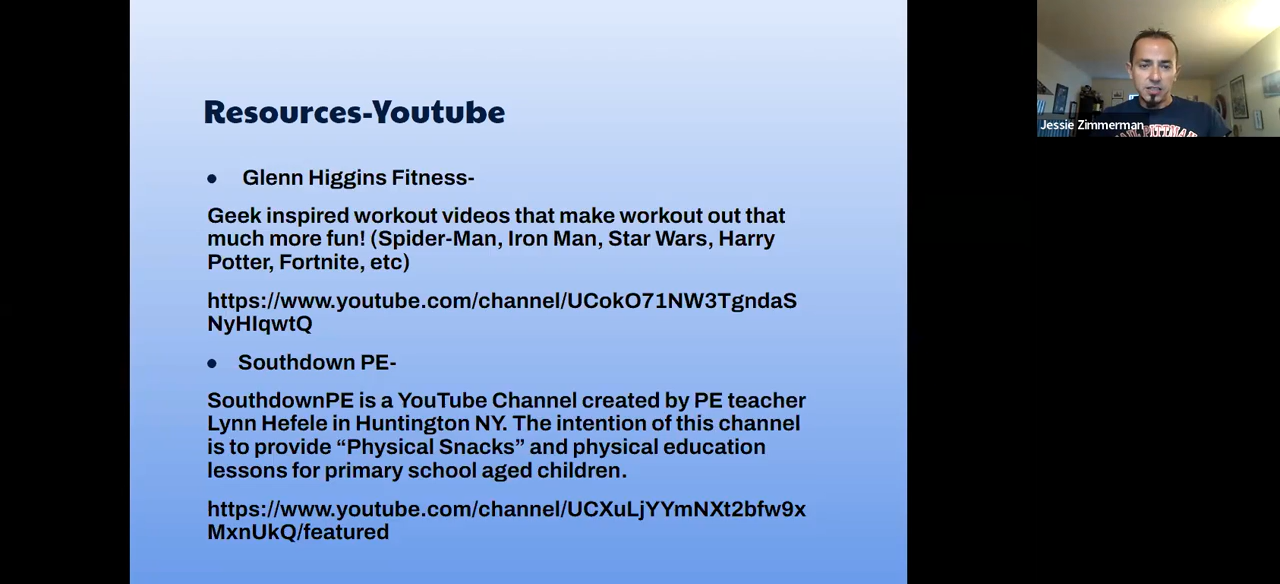 Resources-Youtube
Glenn Higgins Fitness-
Geek inspired workout videos that make workout out that
much more fun! (Spider-Man, Iron Man, Star Wars, Harry
Potter, Fortnite, etc)
https://www.youtube.com/channel/UCokO71NW3TgndaS
NyHIqwtQ
Southdown PE-
SouthdownPE is a YouTube Channel created by PE teacher
Lynn Hefele in Huntington NY. The intention of this channel
is to provide “Physical Snacks” and physical education
lessons for primary school aged children.
https://www.youtube.com/channel/UCXuLjYYmNXt2bfw9x
MxnUkQ/featured
Jessie Zimmerman